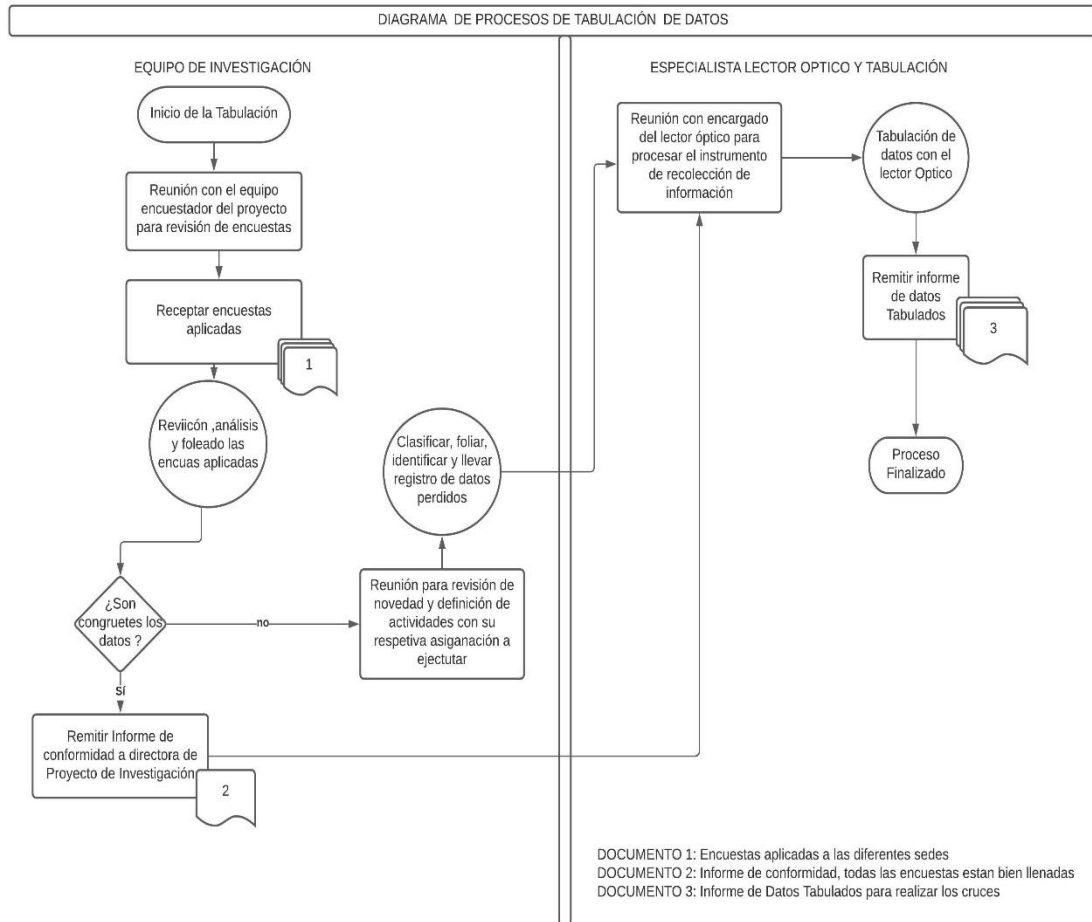 DIAGRAMA DE PROCESOS DE TABULACIÓN DE DATOS
EQUIPO DE INVESTIGACIÓN
Inicio de la Tabulación
Reunión con el equipo
encuestador del proyecto
para revisión de encuestas
Receptar encuestas
aplicadas
1
Reviicón ,análisis
y foleado las
encuas aplicadas
¿Son
congruetes los
datos ?
no
Sí
Reunión para revisión de
novedad y definición de
actividades con su
respetiva asiganación a
ejectutar
Clasificar, foliar,
identificar y llevar
registro de datos
perdidos
Remitir Informe de
conformidad a directora de
Proyecto de Investigación
2
ESPECIALISTA LECTOR OPTICO Y TABULACIÓN
Reunión con encargado
del lector óptico para
procesar el instrumento
de recolección de
información
Tabulación de
datos con el
lector Optico
Remitir informe
de datos
Tabulados
3
Proceso
Finalizado
DOCUMENTO 1: Encuestas aplicadas a las diferentes sedes
DOCUMENTO 2: Informe de conformidad, todas las encuestas estan bien llenadas
DOCUMENTO 3: Informe de Datos Tabulados para realizar los cruces